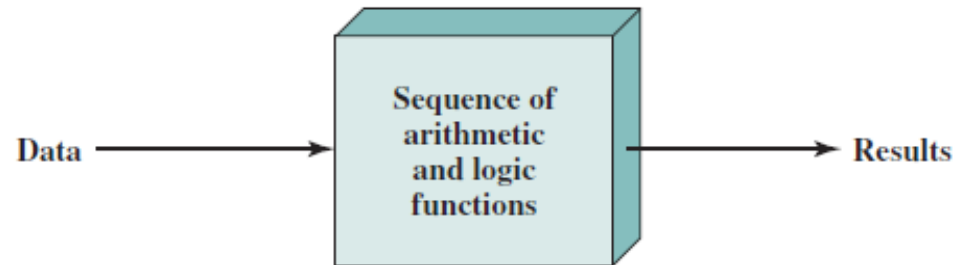 Data
Sequence of
arithmetic
and logic
functions
Results